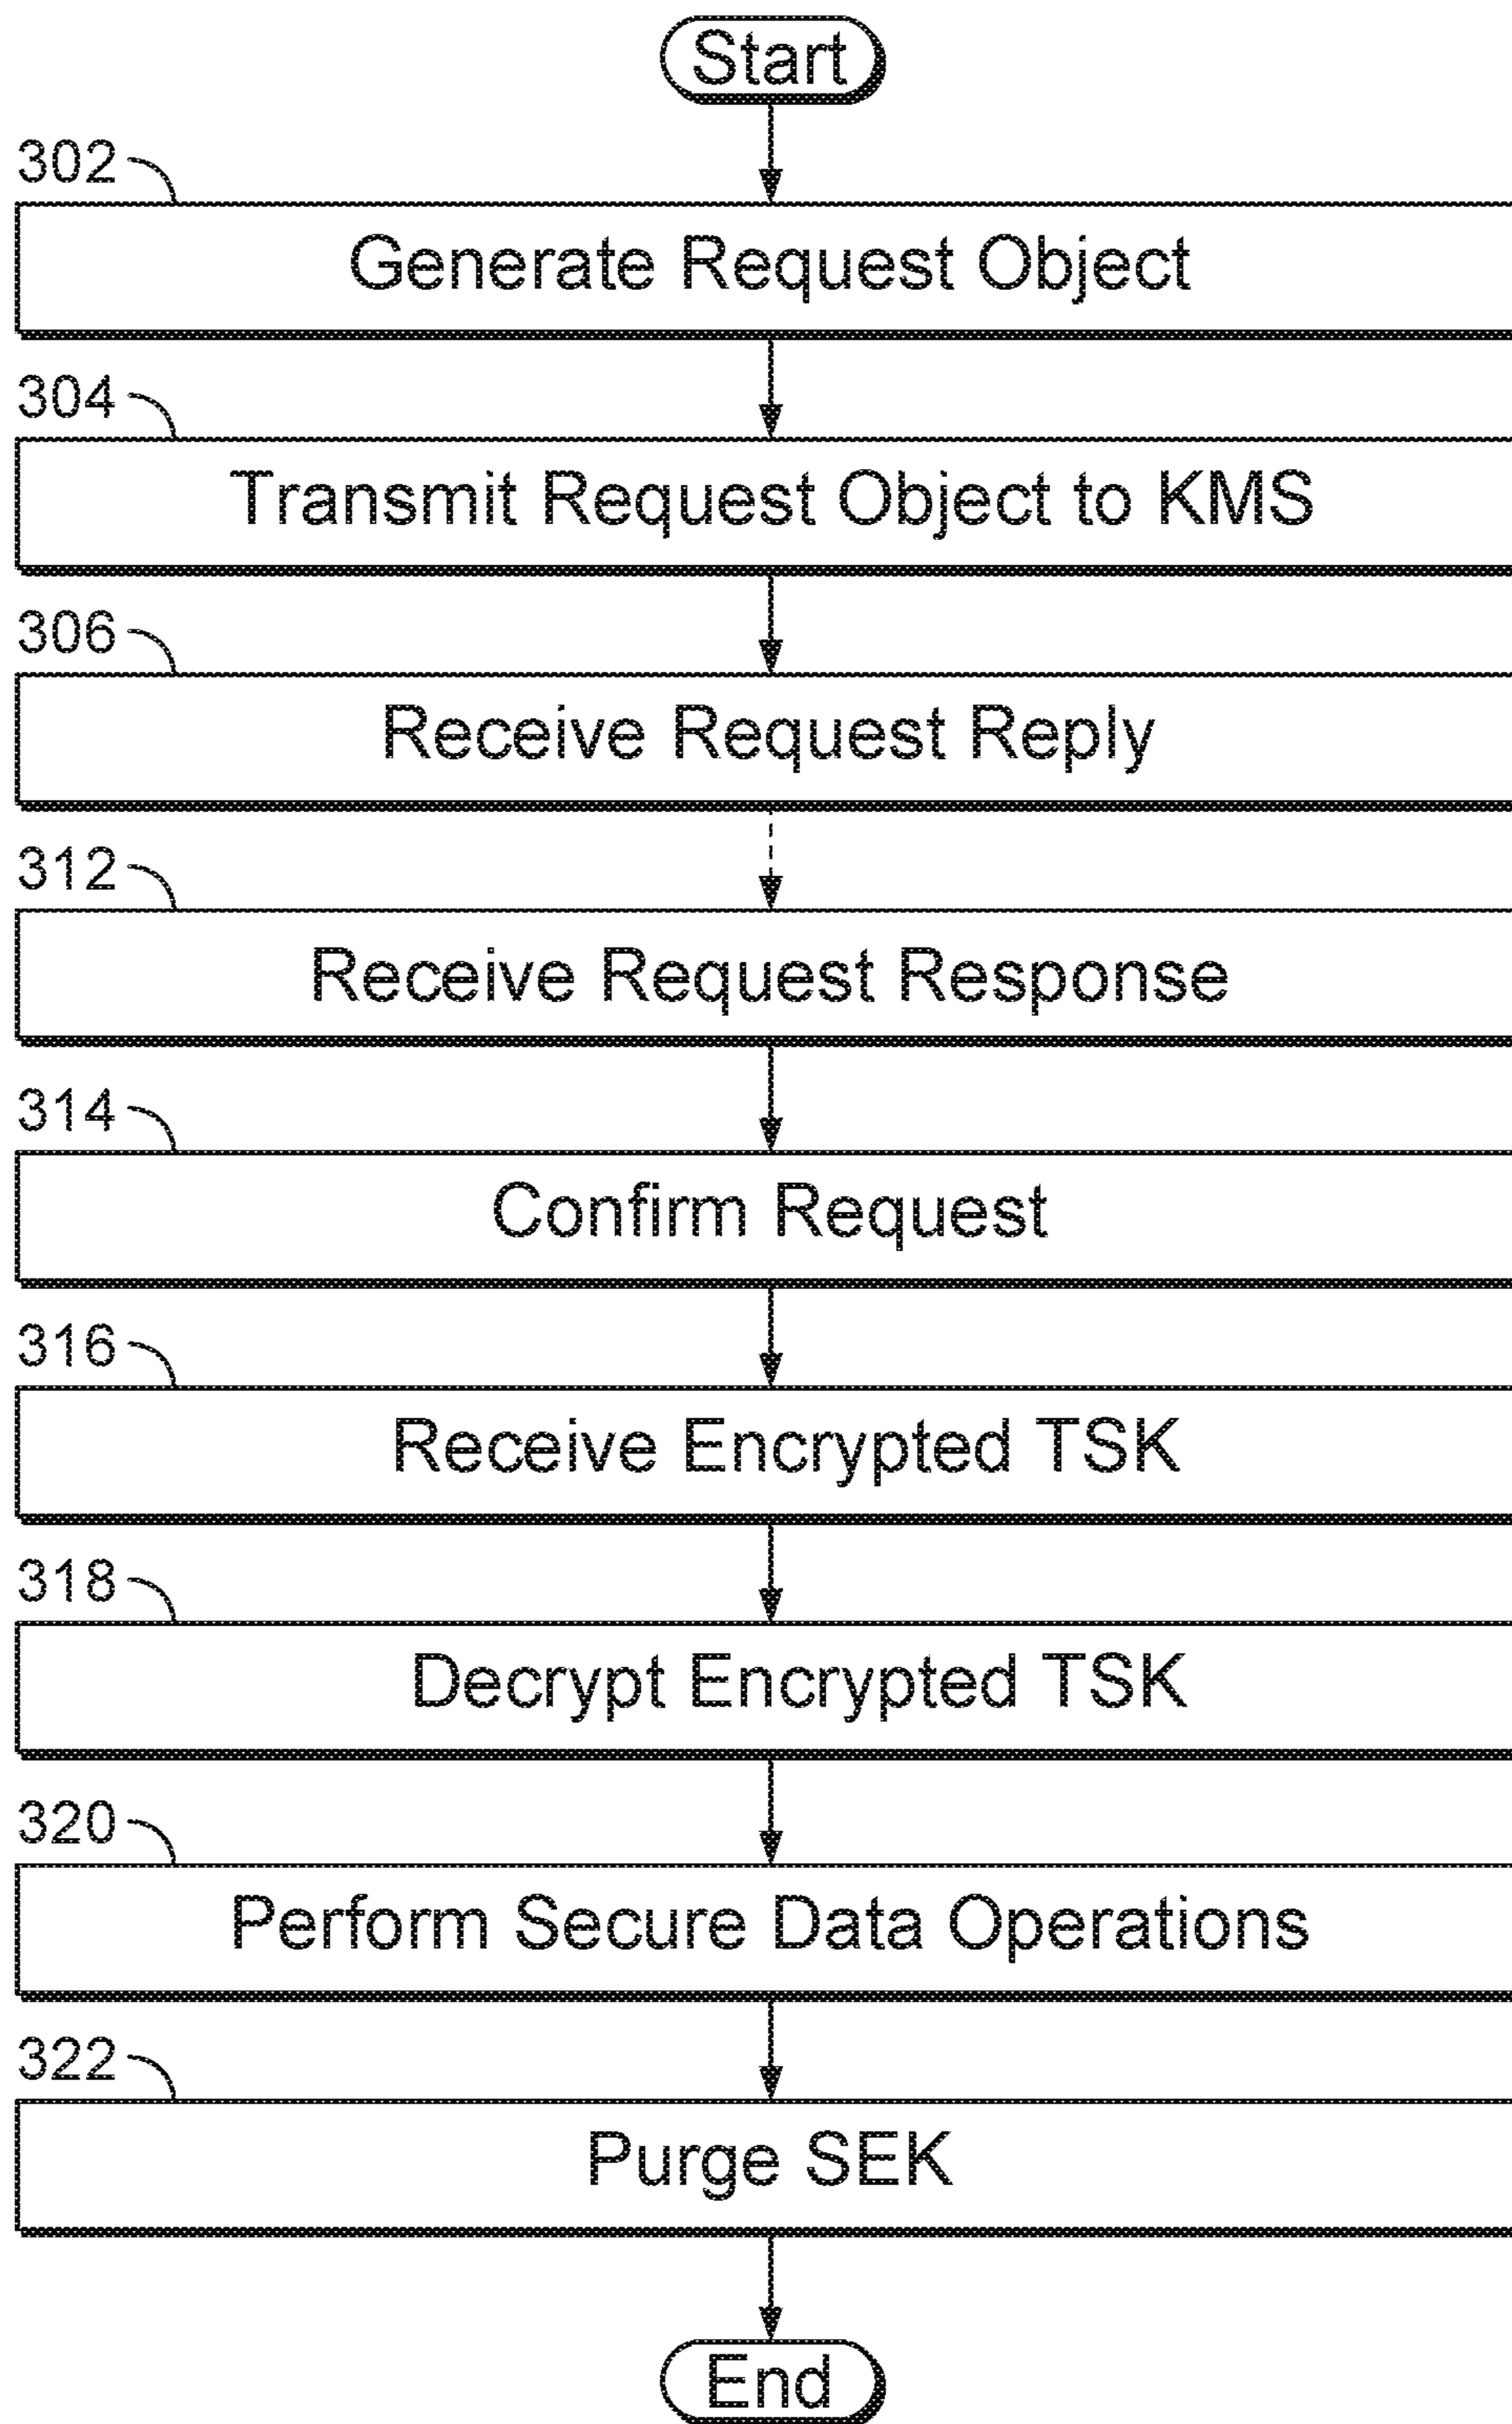 Start
302
Generate Request Object
304
Transmit Request Object to KMS
306
Receive Request Reply
312
Receive Request Response
314
Confirm Request
316
Receive Encrypted TSK
318
Decrypt Encrypted TSK
320
Perform Secure Data Operations
322
Purge SEK
End